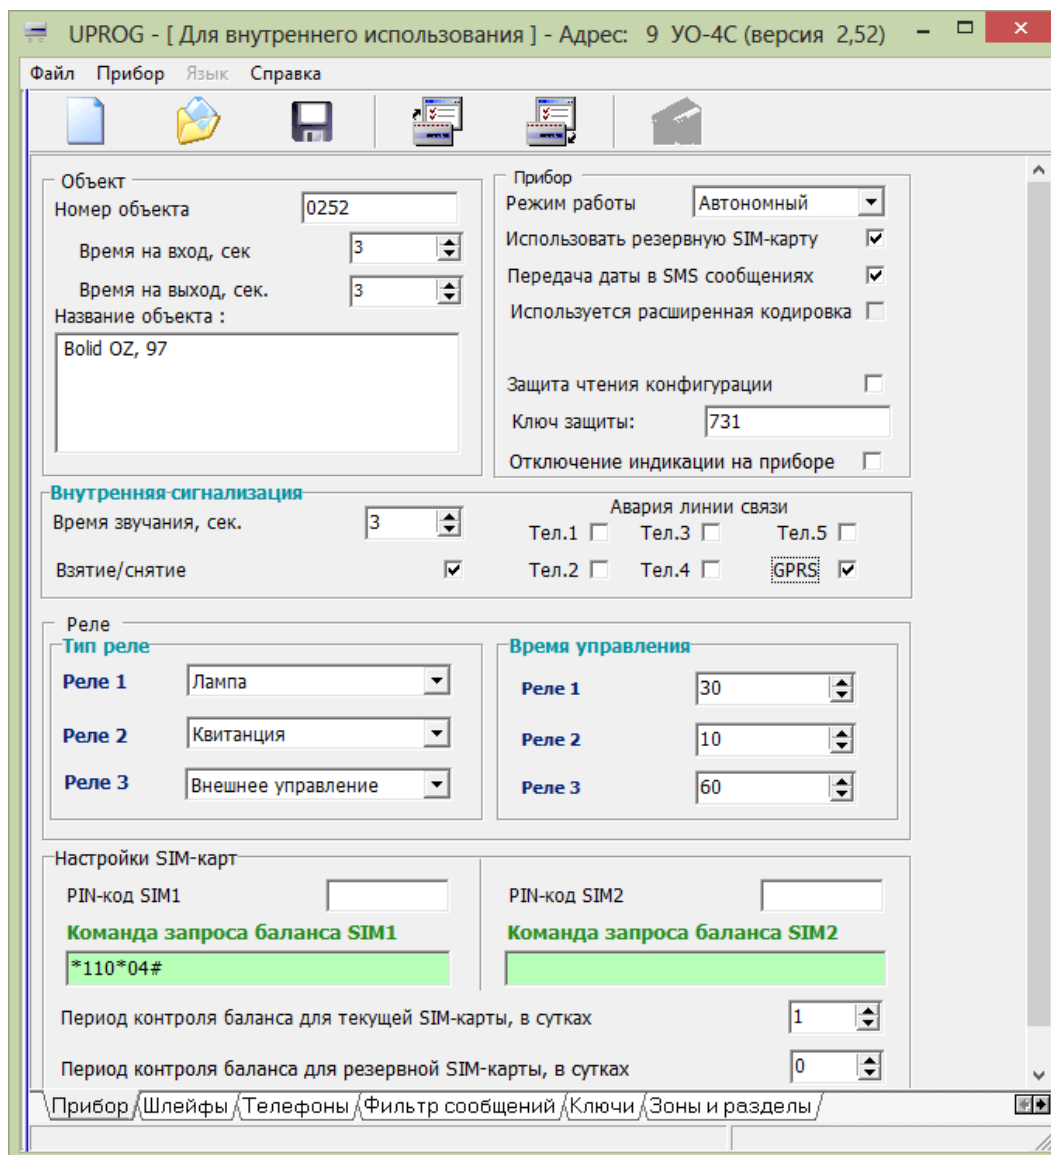 UPROG - [ Для внутреннего использования ] - Адрес: 9 УО-4С (версия 2,52)
Файл Прибор Язык Справка
Объект
Номер объекта 0252
Время на вход, сек 3
Время на выход, сек. 3
Название объекта :
Bolid OZ, 97
Прибор
Режим работы Автономный
Использовать резервную SIM-карту
Передача даты в SMS сообщениях
Используется расширенная кодировка
Защита чтения конфигурации
Ключ защиты: 731
Отключение индикации на приборе
Внутренняя сигнализация
Время звучания, сек. 3
Взятие/снятие
Авария линии связи
Тел.1 Тел.3 Тел.5
Тел.2 Тел.4 GPRS
Реле
Тип реле
Реле 1 Лампа
Реле 2 Квитанция
Реле 3 Внешнее управление
Время управления
Реле 1 30
Реле 2 10
Реле 3 60
Настройки SIM-карт
PIN-код SIM1
Команда запроса баланса SIM1
*110*04#
PIN-код SIM2
Команда запроса баланса SIM2
Период контроля баланса для текущей SIM-карты, в сутках 1
Период контроля баланса для резервной SIM-карты, в сутках 0
Прибор Шлейфы Телефоны Фильтр сообщений Ключи Зоны и разделы